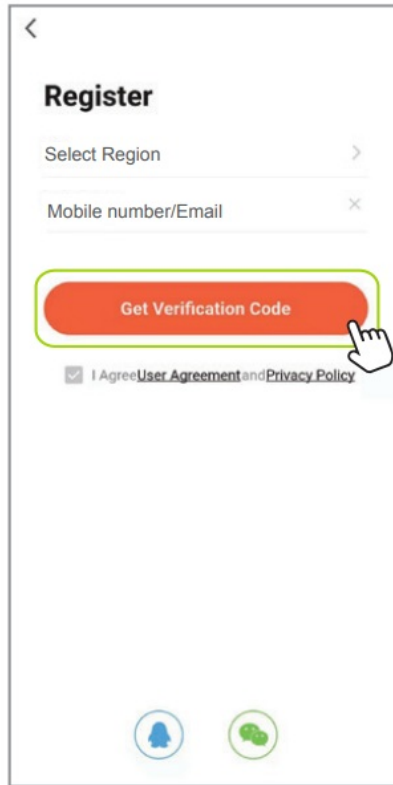 Register
Select Region
Mobile number/Email
Get Verification Code
I AgreeUser AgreementandPrivacy Policy